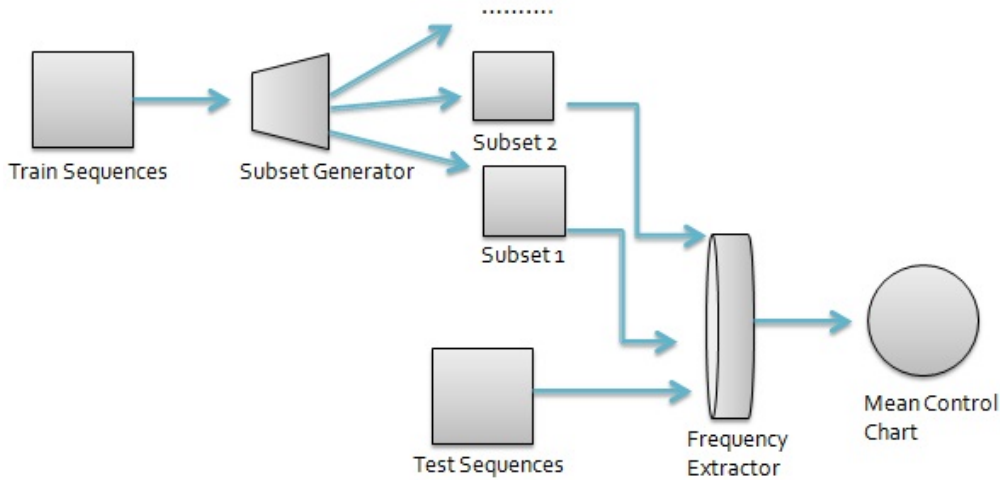 ..........
Train Sequences
Subset Generator
Subset 2
Subset 1
Test Sequences
Frequency
Extractor
Mean Control
Chart